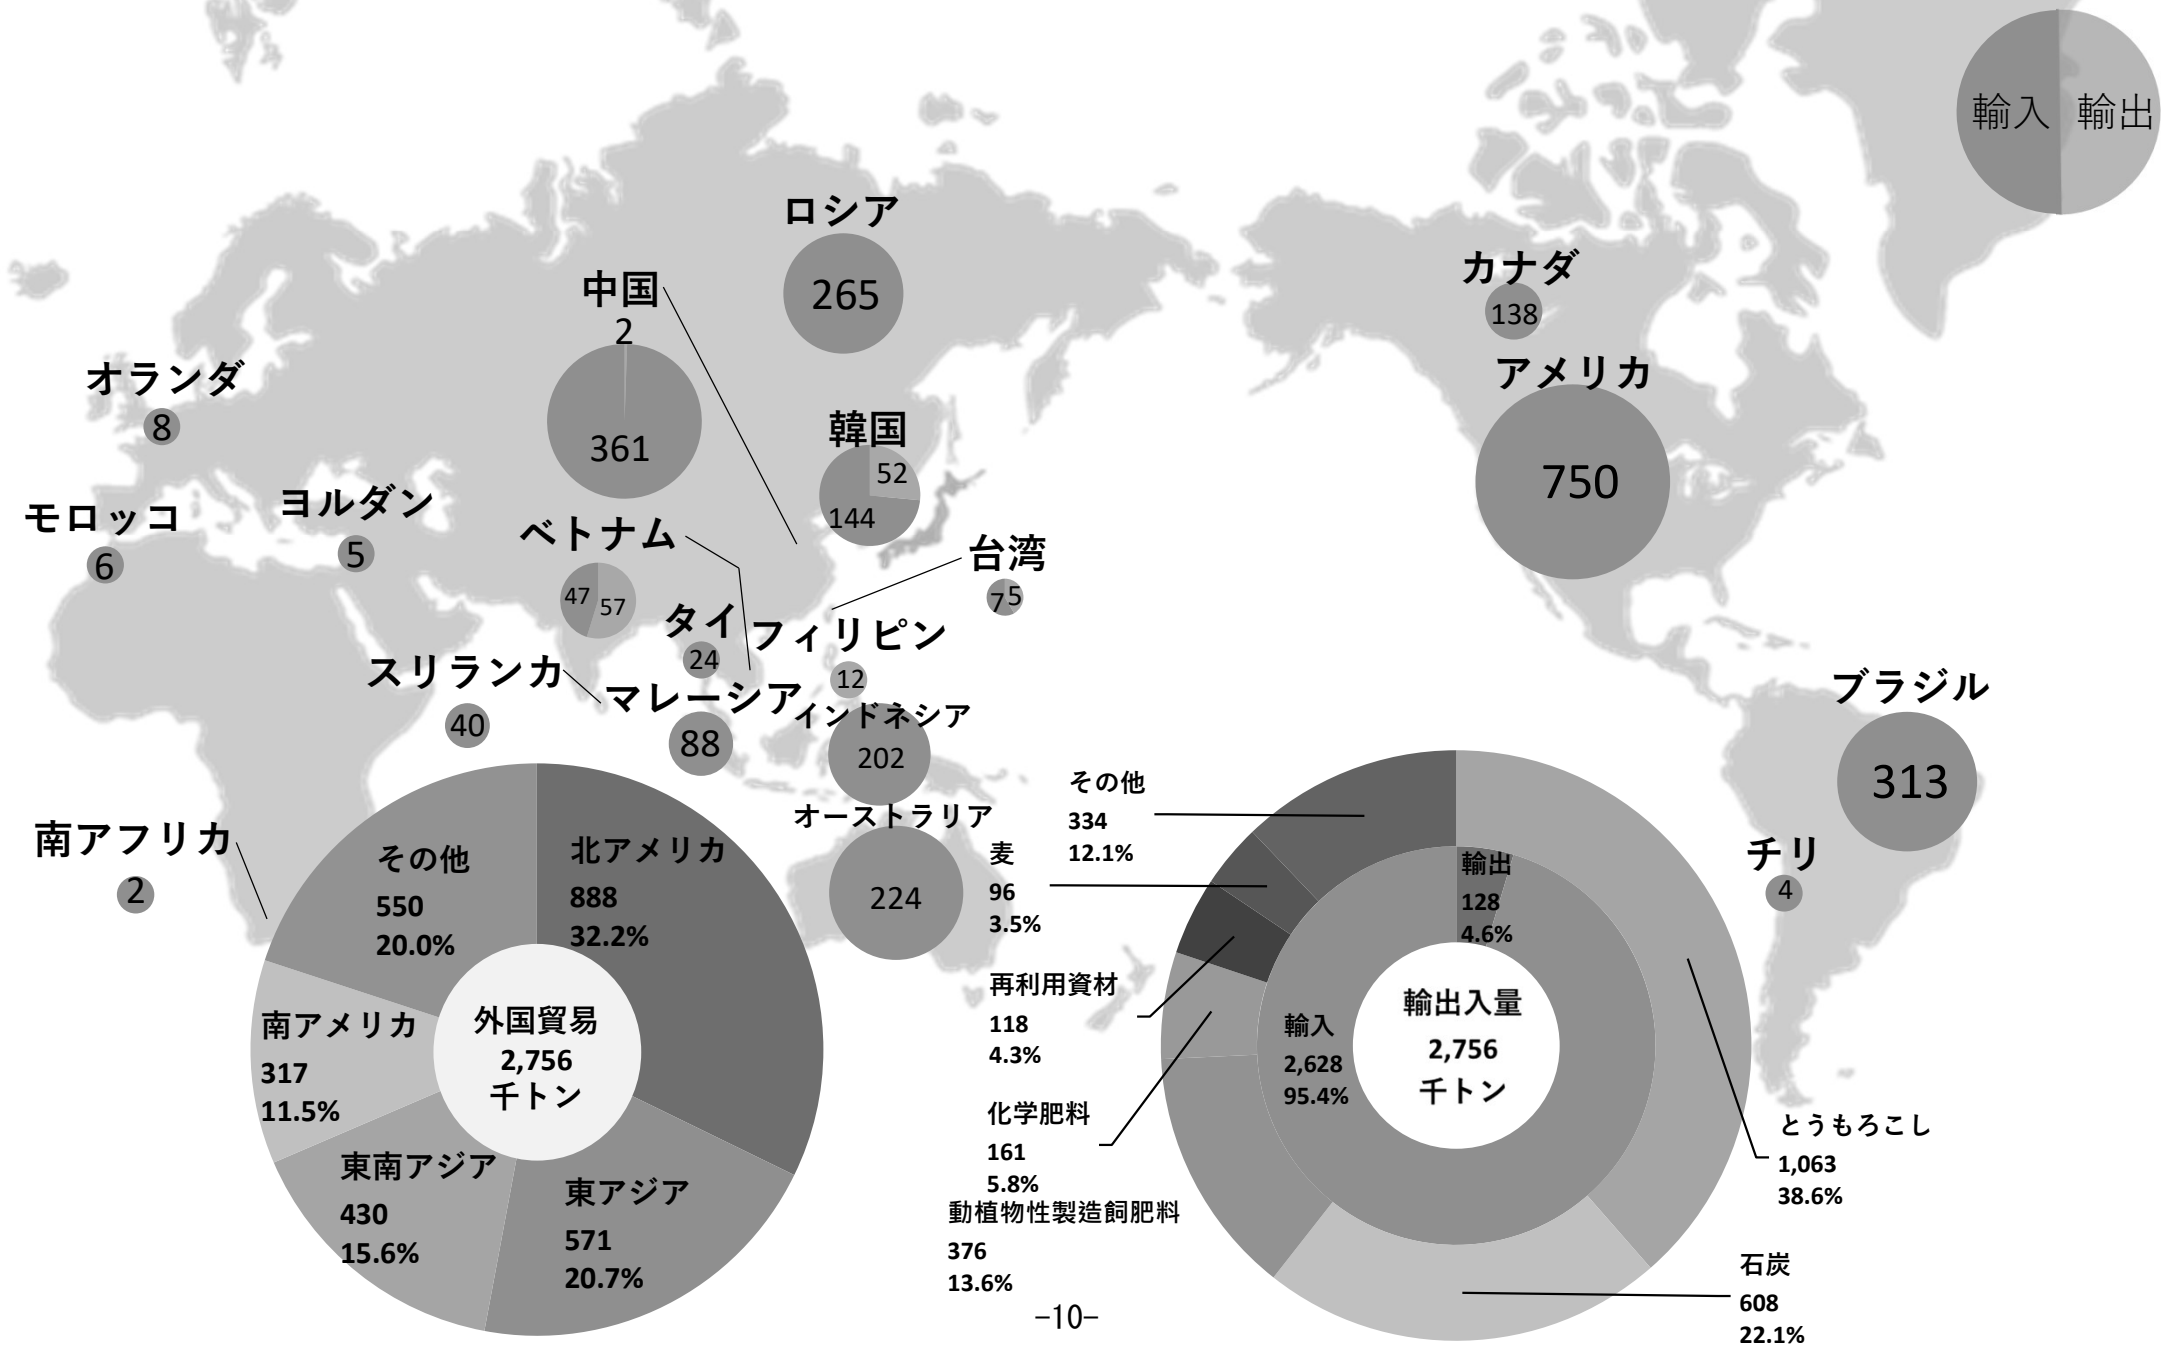 輸入 輸出
ロシア
265
中国
2
361
カナダ
138
アメリカ
750
オランダ
8
韓国
52
144
モロッコ
6
ヨルダン
5
ベトナム
47 57
台湾
7 5
タイ
24
フィリピン
12
スリランカ
40
マレーシア
88
インドネシア
202
オーストラリア
224
ブラジル
313
チリ
4
南アフリカ
2
その他
550
20.0%
北アメリカ
888
32.2%
南アメリカ
317
11.5%
外国貿易
2,756
千トン
東南アジア
430
15.6%
東アジア
571
20.7%
その他
334
12.1%
麦
96
3.5%
再利用資材
118
4.3%
化学肥料
161
5.8%
動植物性製造飼肥料
376
13.6%
輸出
128
4.6%
輸入
2,628
95.4%
輸出入量
2,756
千トン
とうもろこし
1,063
38.6%
石炭
608
22.1%
-10-